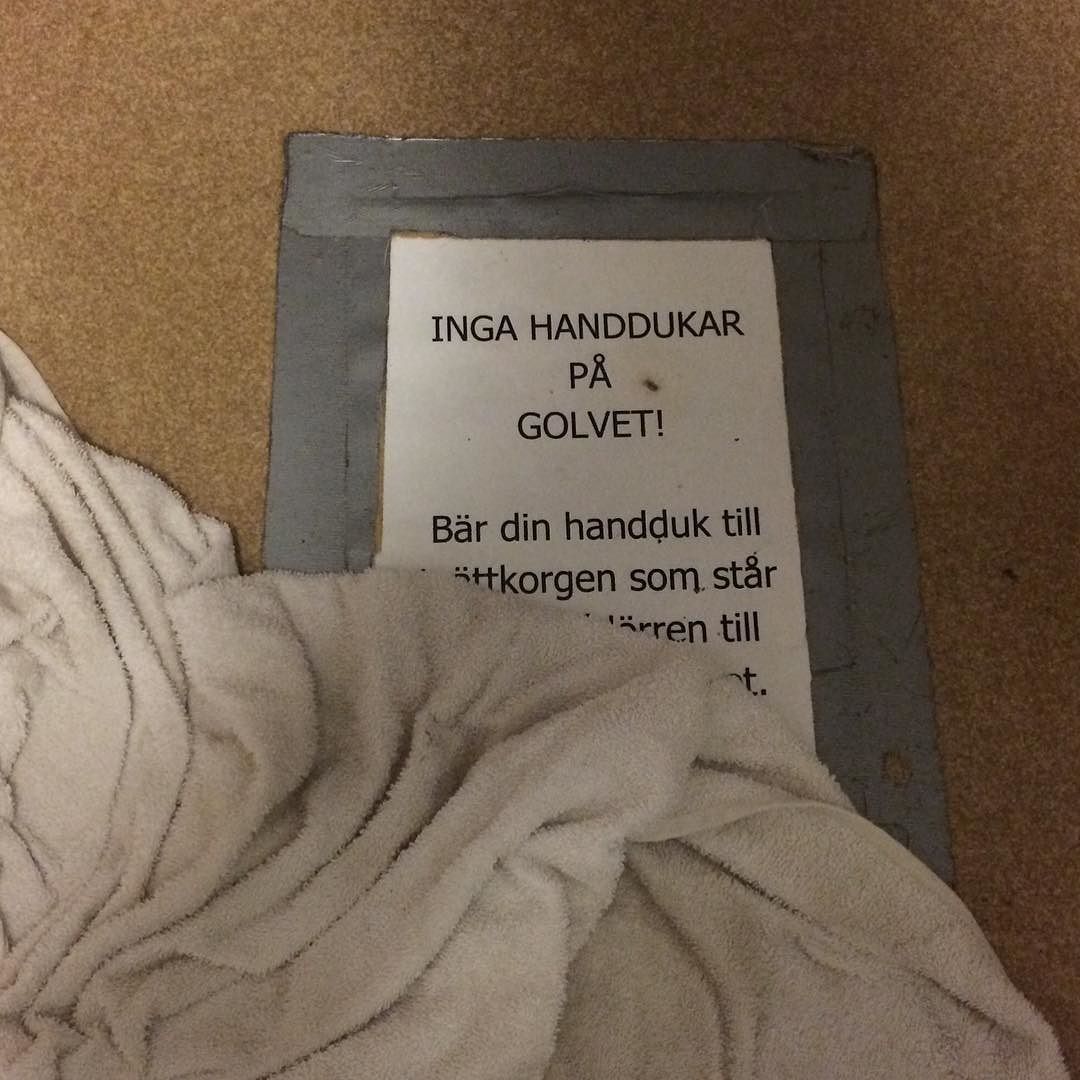 INGA HANDDUKAR
PÅ
GOLVET!
Bär din handduk till
som står
till